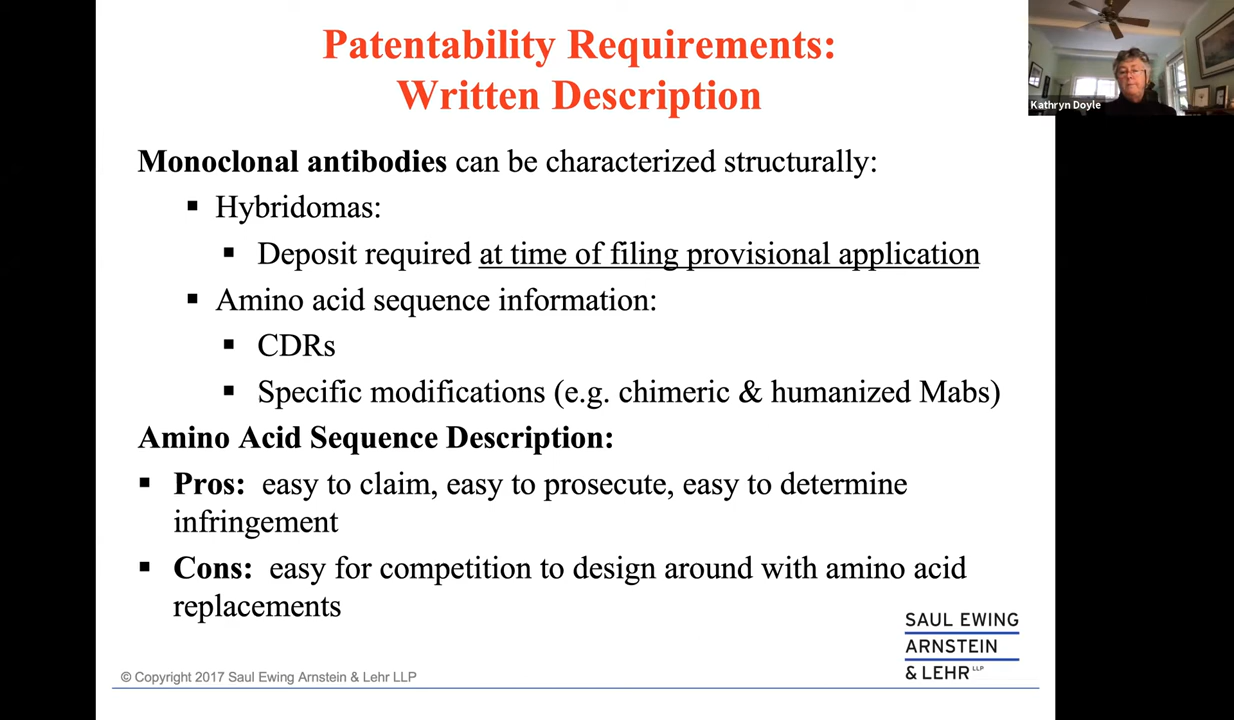 Patentability Requirements:
Written Description
Kathryn Doyle
Monoclonal antibodies can be characterized structurally:
▪ Hybridomas:
▪ Deposit required at time of filing provisional application
▪ Amino acid sequence information:
▪ CDRs
▪ Specific modifications (e.g. chimeric & humanized Mabs)
Amino Acid Sequence Description:
▪ Pros: easy to claim, easy to prosecute, easy to determine
infringement
▪ Cons: easy for competition to design around with amino acid
replacements
SAUL EWING
ARNSTEIN
& LEHR LLP
© Copyright 2017 Saul Ewing Arnstein & Lehr LLP